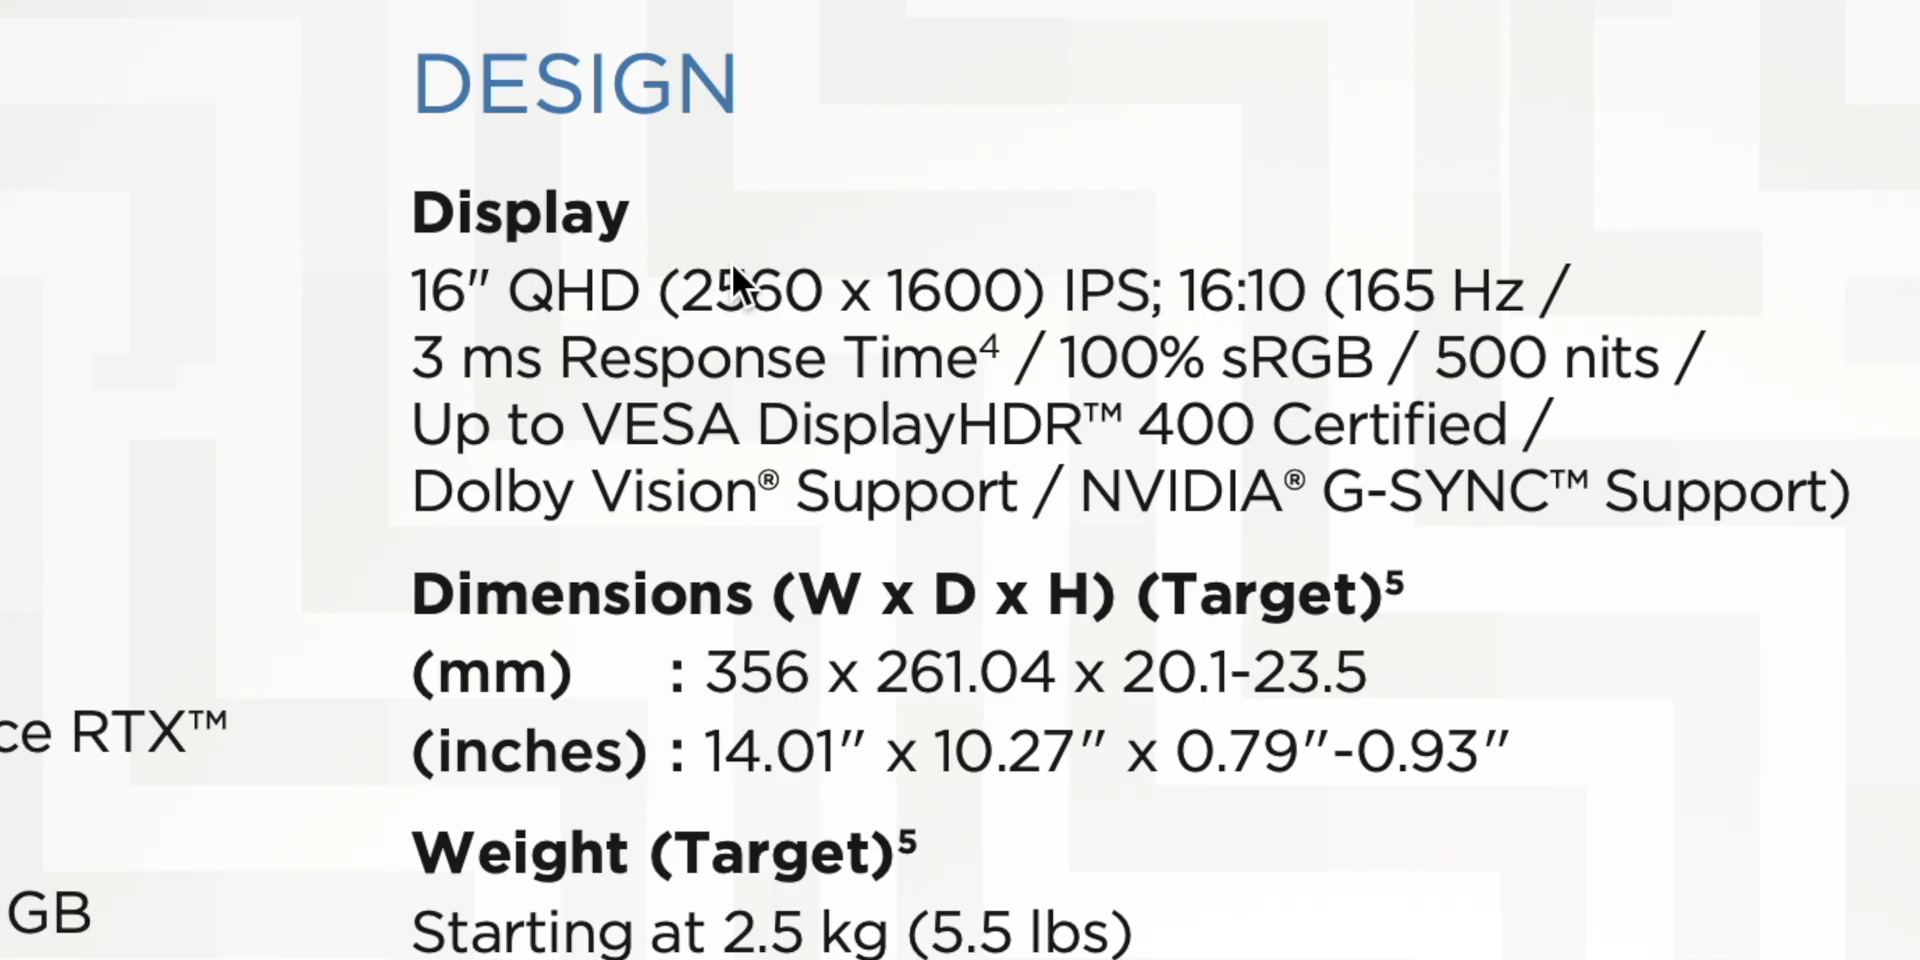 DESIGN
Display
16" QHD (2560 x 1600) IPS; 16:10 (165 Hz /
3 ms Response Time⁴ / 100% sRGB / 500 nits /
Up to VESA DisplayHDR™ 400 Certified /
Dolby Vision® Support / NVIDIA® G-SYNC™ Support)
Dimensions (W x D x H) (Target)⁵
(mm) : 356 x 261.04 x 20.1-23.5
(inches) : 14.01" x 10.27" x 0.79"-0.93"
Weight (Target)⁵
Starting at 2.5 kg (5.5 lbs)
ce RTX™
GB